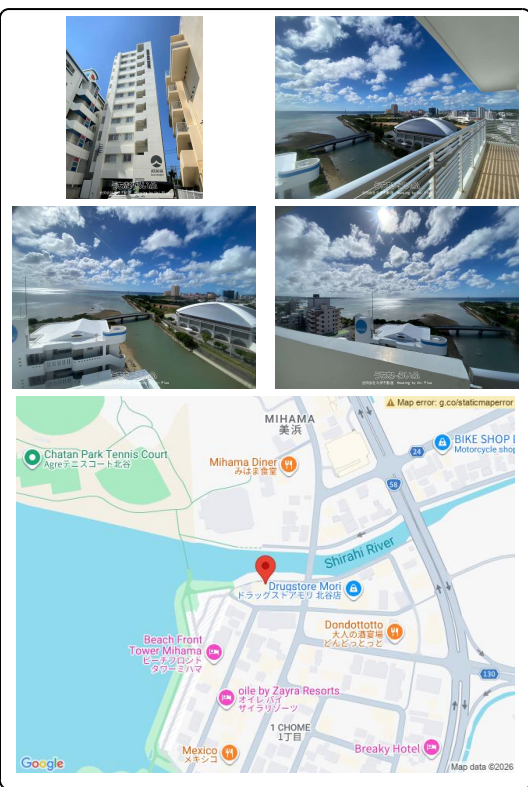 ⚠ Map error: g.co/staticmaperror
MIHAMA
美浜
Chatan Park Tennis Court
Agreテニスコート北谷
Mihama Diner
みはま食堂
BIKE SHOP L
Motorcycle shop
24
58
Shirahi River
Drugstore Mori
ドラッグストアモリ 北谷店
Dondottotto
大人の酒宴場
どんどっとっと
Beach Front
Tower Mihama
ビーチフロント
タワーミハマ
130
oile by Zayra Resorts
オイレ バイ
ザイラリゾーツ
1 CHOME
1丁目
Mexico
メキシコ
Breaky Hotel
Google
Map data ©2026